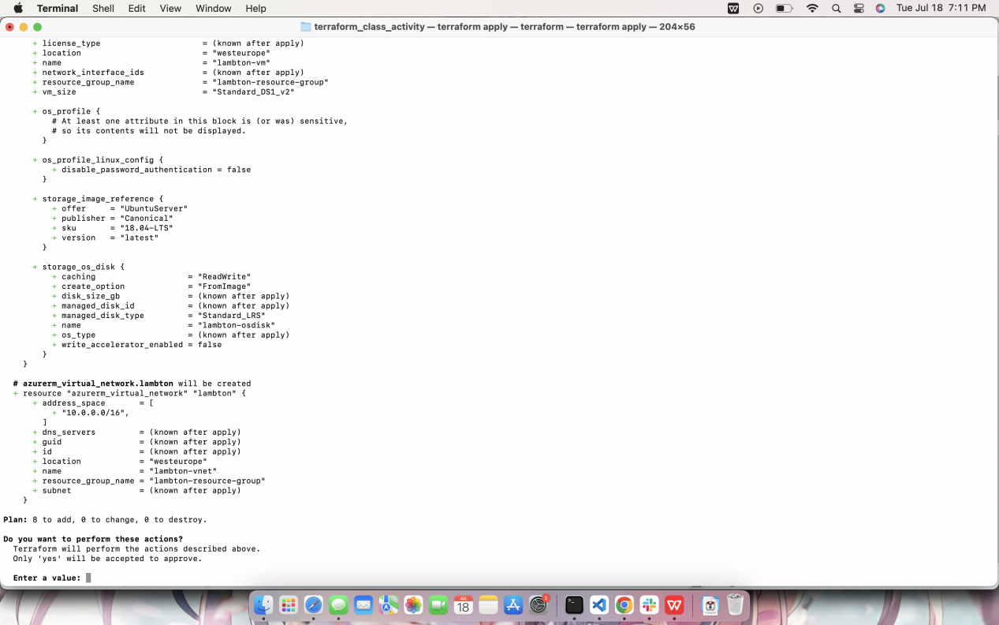 Terminal Shell Edit View Window Help Tue Jul 18 7:11 PM
terraform_class_activity — terraform apply — terraform — terraform apply — 204×56
+ license_type = (known after apply)
+ location = "westeurope"
+ name = "lambton-vm"
+ network_interface_ids = (known after apply)
+ resource_group_name = "lambton-resource-group"
+ vm_size = "Standard_DS1_v2"
+ os_profile {
# At least one attribute in this block is (or was) sensitive,
# so its contents will not be displayed.
}
+ os_profile_linux_config {
+ disable_password_authentication = false
}
+ storage_image_reference {
+ offer = "UbuntuServer"
+ publisher = "Canonical"
+ sku = "18.04-LTS"
+ version = "latest"
}
+ storage_os_disk {
+ caching = "ReadWrite"
+ create_option = "FromImage"
+ disk_size_gb = (known after apply)
+ managed_disk_id = (known after apply)
+ managed_disk_type = "Standard_LRS"
+ name = "lambton-osdisk"
+ os_type = (known after apply)
+ write_accelerator_enabled = false
}
}
# azurerm_virtual_network.lambton will be created
+ resource "azurerm_virtual_network" "lambton" {
+ address_space = [
+ "10.0.0.0/16",
]
+ dns_servers = (known after apply)
+ guid = (known after apply)
+ id = (known after apply)
+ location = "westeurope"
+ name = "lambton-vnet"
+ resource_group_name = "lambton-resource-group"
+ subnet = (known after apply)
}
Plan: 8 to add, 0 to change, 0 to destroy.
Do you want to perform these actions?
Terraform will perform the actions described above.
Only 'yes' will be accepted to approve.
Enter a value:
JUL
18
2